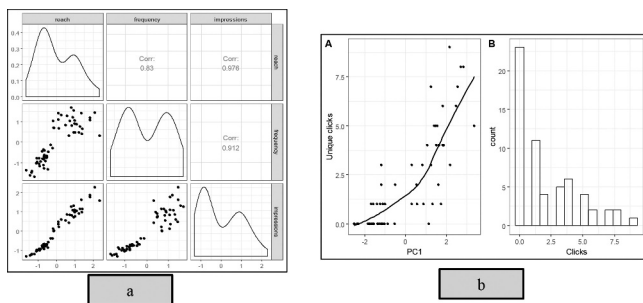 reach
frequency
impressions
0.4
0.3
0.2
0.1
0.0
Corr:
0.83
Corr:
0.976
reach
1
0
-1
Corr:
0.912
frequency
2
1
0
-1
impressions
-1
0
1
2
-1
0
1
-1
0
1
2
a
A
Unique clicks
7.5
5.0
2.5
0.0
-2
0
2
PC1
B
count
20
15
10
5
0
0.0
2.5
5.0
7.5
Clicks
b